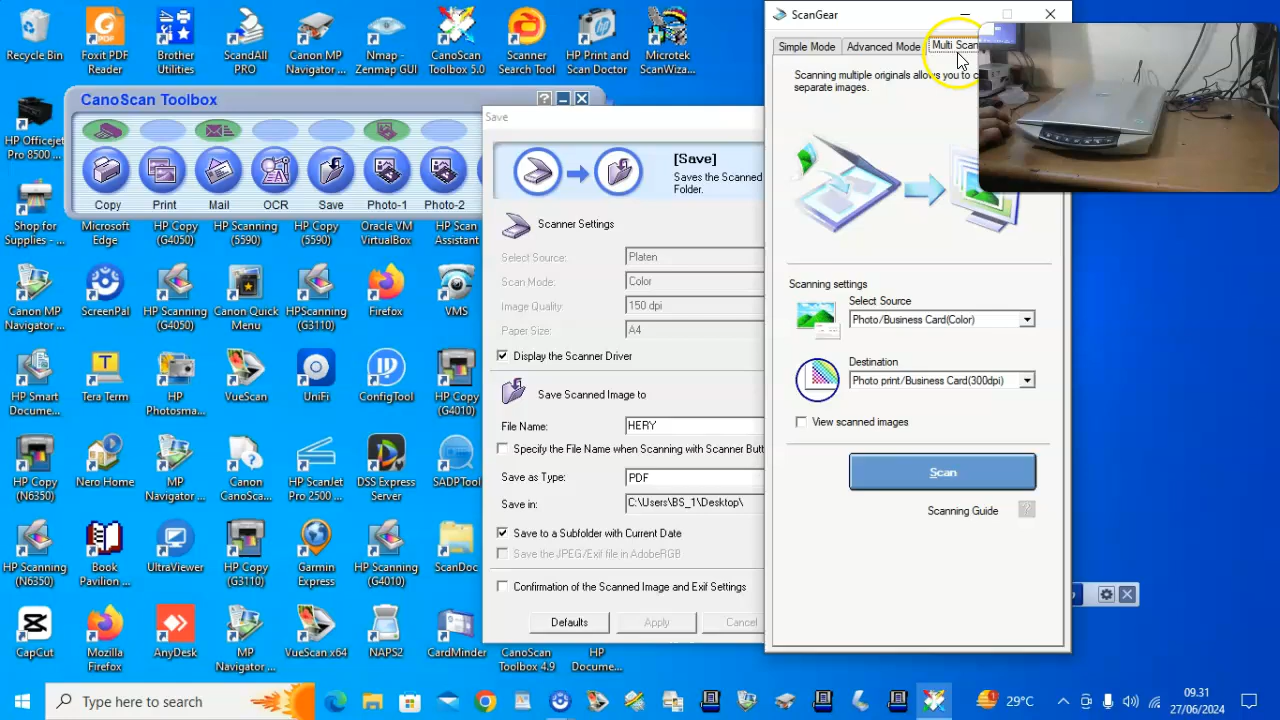 Recycle Bin
Foxit PDF Reader
Brother Utilities
ScandAll PRO
Canon MP Navigator ...
Nmap - Zenmap GUI
CanoScan Toolbox 5.0
Scanner Search Tool
HP Print and Scan Doctor
Microtek ScanWiza...
HP Officejet Pro 8500 ...
CanoScan Toolbox
Copy
Print
Mail
OCR
Save
Photo-1
Photo-2
Shop for Supplies - ...
Microsoft Edge
HP Copy (G4050)
HP Scanning (5590)
HP Copy (5590)
Oracle VM VirtualBox
HP Scan Assistant
Canon MP Navigator ...
ScreenPal
HP Scanning (G4050)
Canon Quick Menu
HPScanning (G3110)
Firefox
VMS
HP Smart Docume...
Tera Term
HP Photosma...
VueScan
UniFi
ConfigTool
HP Copy (G4010)
HP Copy (N6350)
Nero Home
MP Navigator ...
Canon CanoSca...
HP ScanJet Pro 2500 ...
DSS Express Server
SADPTool
HP Scanning (N6350)
Book Pavilion ...
UltraViewer
HP Copy (G3110)
Garmin Express
HP Scanning (G4010)
ScanDoc
CapCut
Mozilla Firefox
AnyDesk
MP Navigator ...
VueScan x64
NAPS2
CardMinder
CanoScan Toolbox 4.9
HP Docume...
Save
[Save]
Saves the Scanned
Folder.
Scanner Settings
Select Source:
Platen
Scan Mode:
Color
Image Quality:
150 dpi
Paper Size:
A4
Display the Scanner Driver
Save Scanned Image to
File Name:
HERY
Specify the File Name when Scanning with Scanner Butt
Save as Type:
PDF
Save in:
C:\Users\BS_1\Desktop\
Save to a Subfolder with Current Date
Save the JPEG/Exif file in AdobeRGB
Confirmation of the Scanned Image and Exif Settings
Defaults
Apply
Cancel
ScanGear
Simple Mode
Advanced Mode
Multi Scan
Scanning multiple originals allows you to c
separate images.
Scanning settings
Select Source
Photo/Business Card(Color)
Destination
Photo print/Business Card(300dpi)
View scanned images
Scan
Scanning Guide
Type here to search
29°C
09.31
27/06/2024